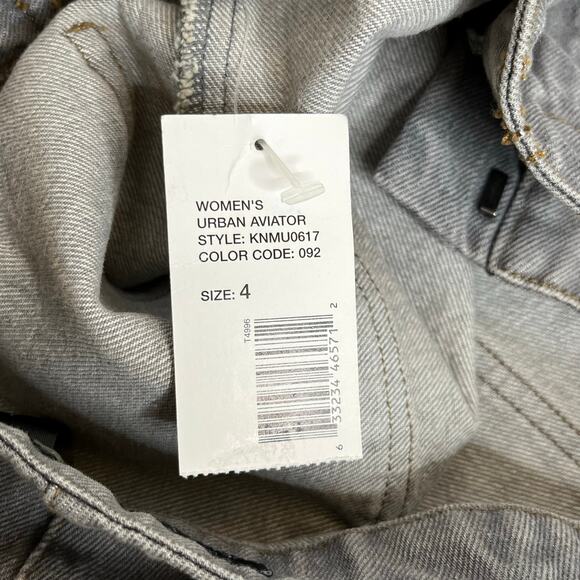 WOMEN'S
URBAN AVIATOR
STYLE: KNMU0617
COLOR CODE: 092
SIZE: 4
T4996
6 33234 46571 2